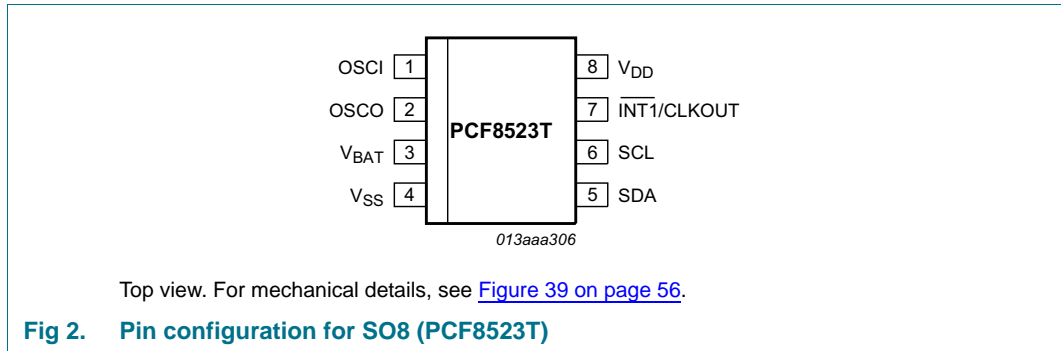 OSCI 1 8 VDD
OSCO 2 7 INT1/CLKOUT
PCF8523T
VBAT 3 6 SCL
VSS 4 5 SDA
013aaa306
Top view. For mechanical details, see Figure 39 on page 56.
Fig 2. Pin configuration for SO8 (PCF8523T)